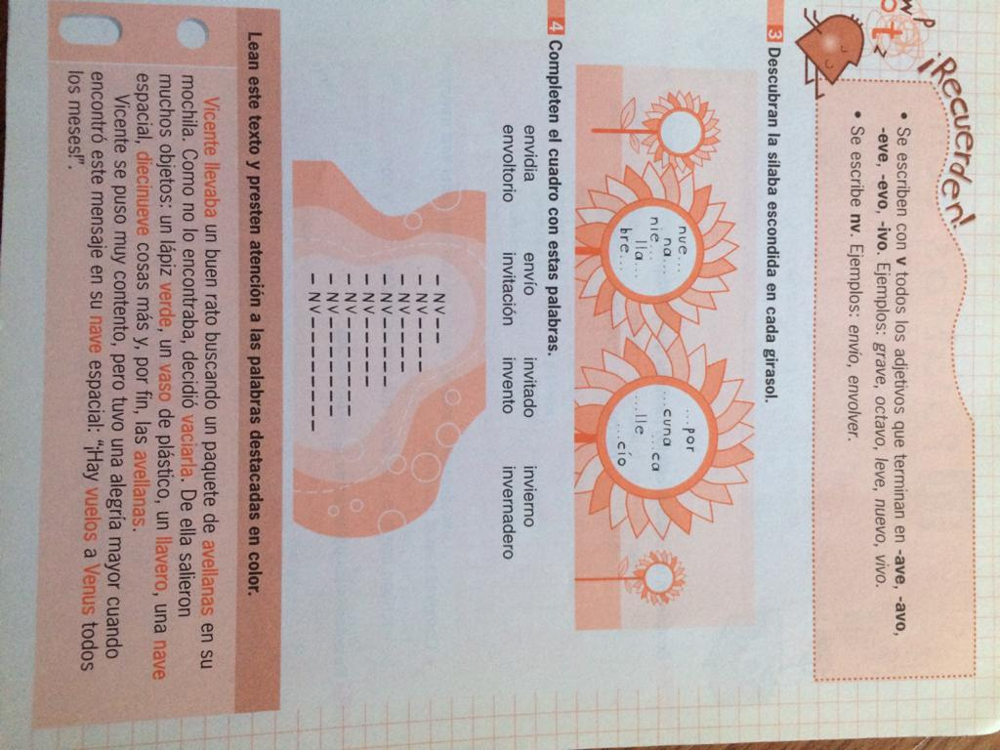 ¡Recuerden!
• Se escriben con v todos los adjetivos que terminan en -ave, -avo,
-eve, -evo, -ivo. Ejemplos: grave, octavo, leve, nuevo, vivo.
• Se escribe nv. Ejemplos: envío, envolver.
3 Descubran la sílaba escondida en cada girasol.
nue...
na...
nie...
lla...
bre...
...por
...cuna ...ca
...lle
...cío
4 Completen el cuadro con estas palabras.
envidia envío invitado invierno
envoltorio invitación invento invernadero
_ NV _ _
_ NV _ _ _ _
_ NV _ _ _ _
_ NV _ _ _ _ _
_ NV _ _ _ _ _
_ NV _ _ _ _ _ _ _
_ NV _ _ _ _ _ _ _
_ NV _ _ _ _ _ _ _ _
Lean este texto y presten atención a las palabras destacadas en color.
Vicente llevaba un buen rato buscando un paquete de avellanas en su
mochila. Como no lo encontraba, decidió vaciarla. De ella salieron
muchos objetos: un lápiz verde, un vaso de plástico, un llavero, una nave
espacial, diecinueve cosas más y, por fin, las avellanas.
Vicente se puso muy contento, pero tuvo una alegría mayor cuando
encontró este mensaje en su nave espacial: “¡Hay vuelos a Venus todos
los meses!”.